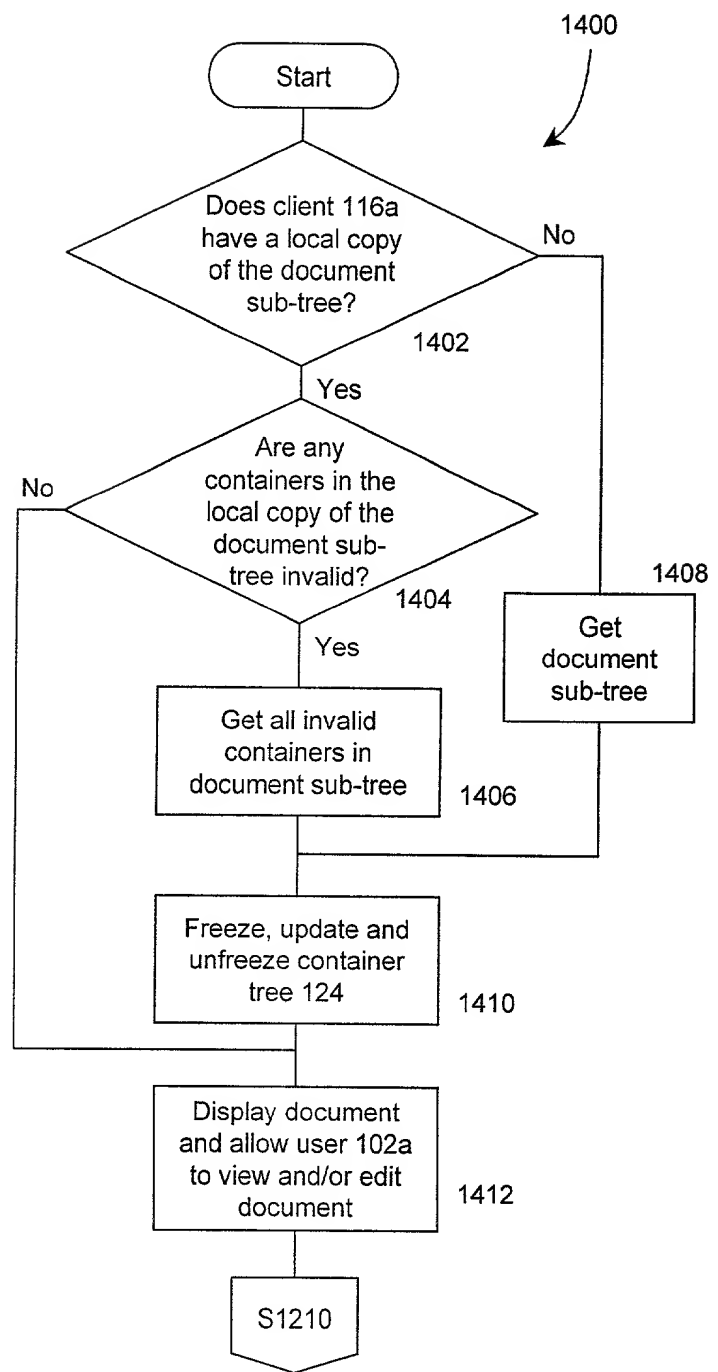 1400
Start
Does client 116a
have a local copy
of the document
sub-tree?
No
1402
Yes
Are any
containers in the
local copy of the
document sub-
tree invalid?
No
1404
1408
Yes
Get
document
sub-tree
Get all invalid
containers in
document sub-tree
1406
Freeze, update and
unfreeze container
tree 124
1410
Display document
and allow user 102a
to view and/or edit
document
1412
S1210